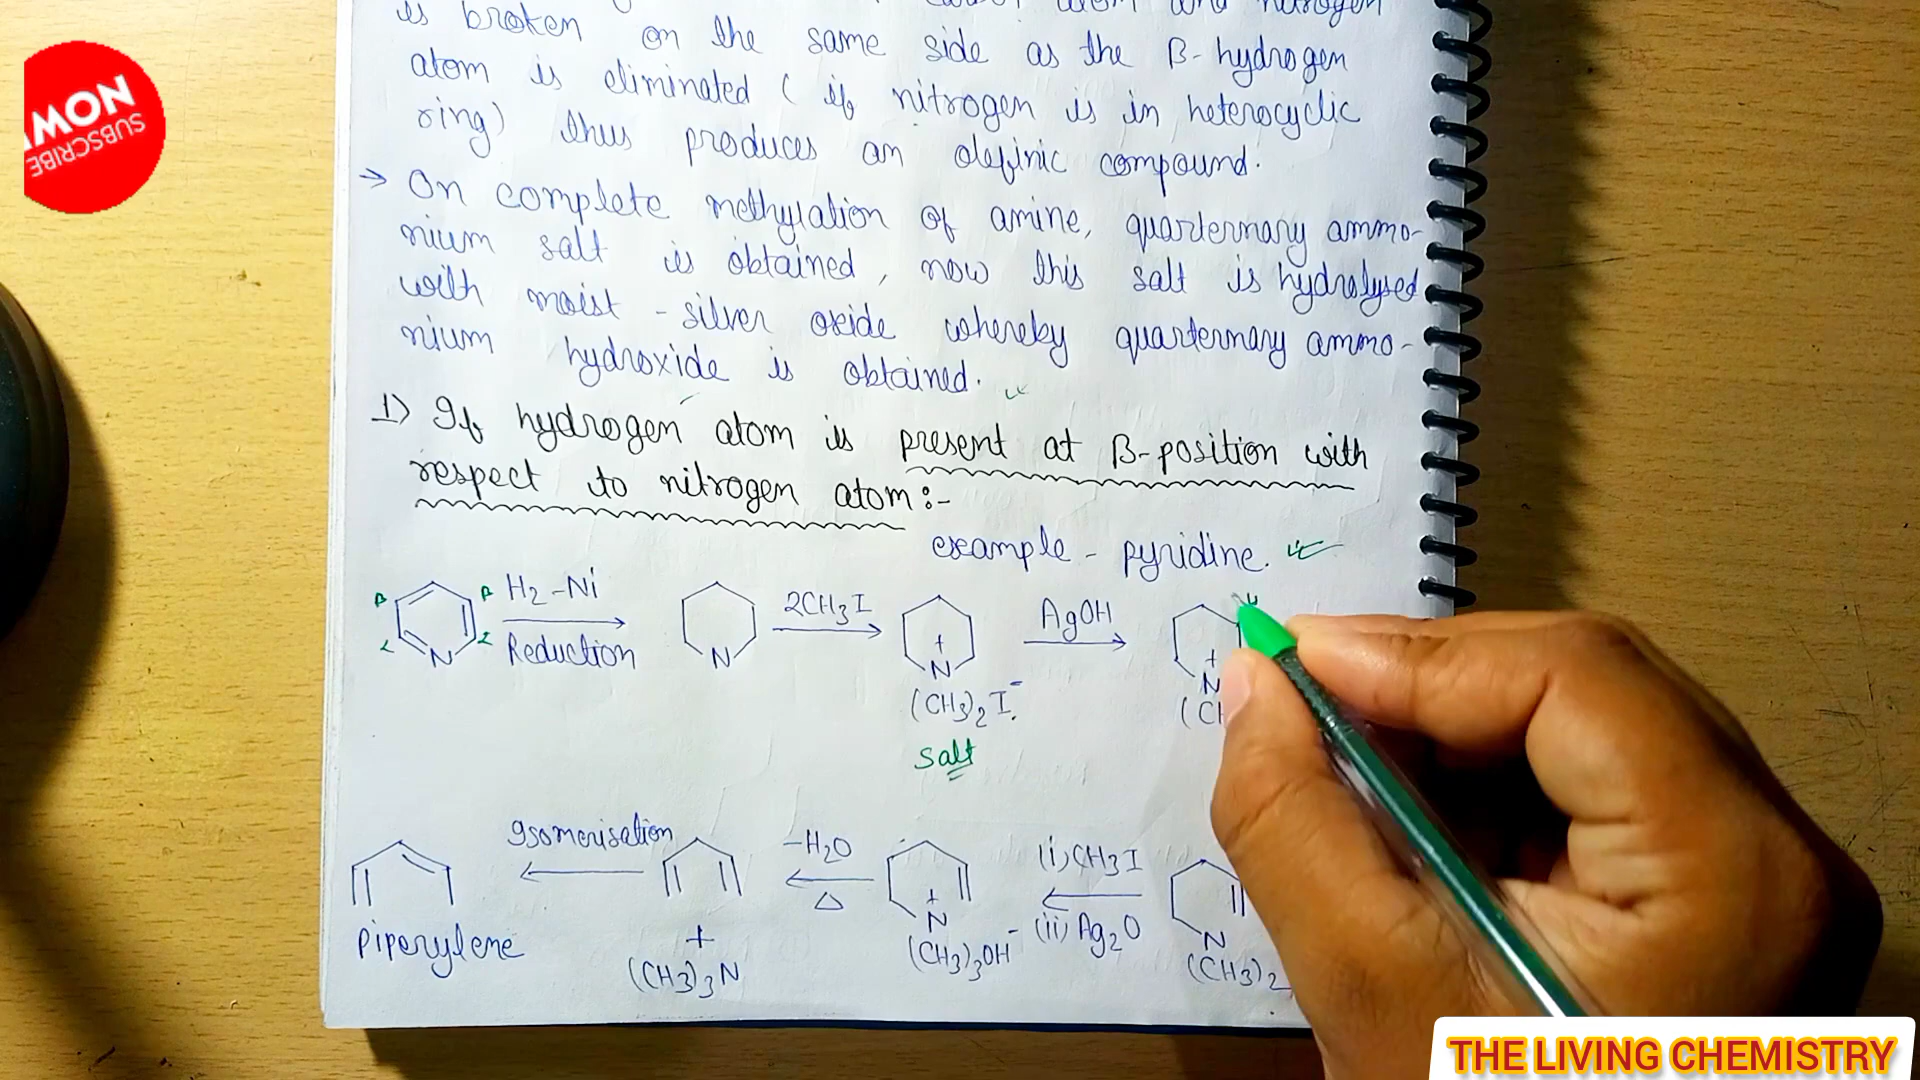 is broken on the same side as the β-hydrogen
atom is eliminated ( if nitrogen is in heterocyclic
ring) thus produces an olefinic compound.
→ On complete methylation of amine, quarternary ammo-
nium salt is obtained, now this salt is hydrolysed
with moist - silver oxide whereby quarternary ammo-
nium hydroxide is obtained.
1) If hydrogen atom is present at β-position with
respect to nitrogen atom:-
example - pyridine.
β β H2-Ni 2CH3I AgOH H
α N α Reduction N + N + N
(CH3)2 I- (CH
salt
Isomerisation -H2O (i) CH3I
Δ + N (ii) Ag2O N
piperylene + (CH3)3OH- (CH3)2
(CH3)3N
MON
SUBSCRIBE
THE LIVING CHEMISTRY